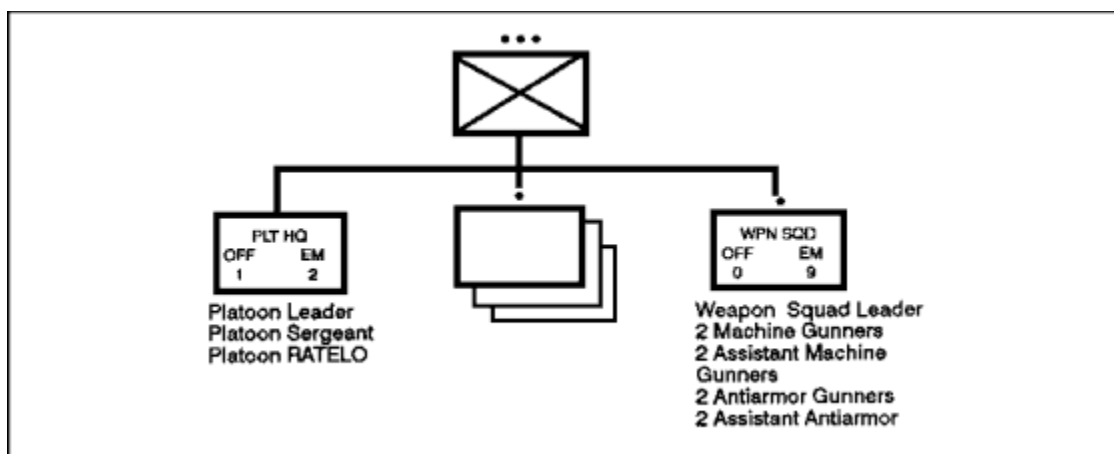 PLT HQ
OFF EM
1 2
Platoon Leader
Platoon Sergeant
Platoon RATELO
WPN SQD
OFF EM
0 9
Weapon Squad Leader
2 Machine Gunners
2 Assistant Machine
Gunners
2 Antiarmor Gunners
2 Assistant Antiarmor